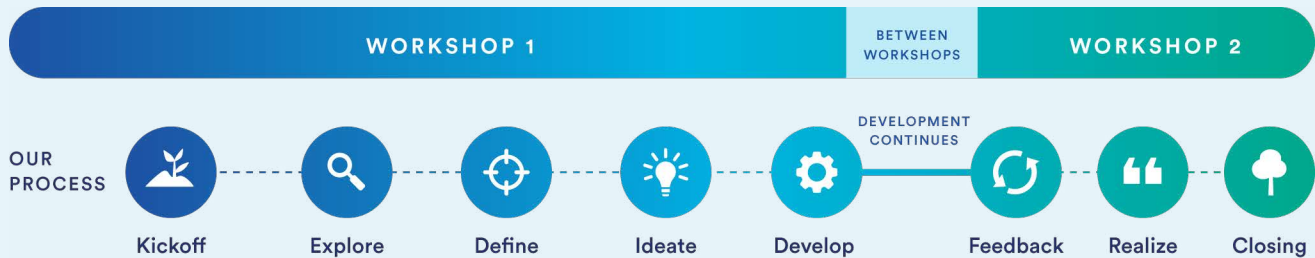 WORKSHOP 1
BETWEEN
WORKSHOPS
WORKSHOP 2
DEVELOPMENT
CONTINUES
OUR
PROCESS
Kickoff
Explore
Define
Ideate
Develop
Feedback
Realize
Closing